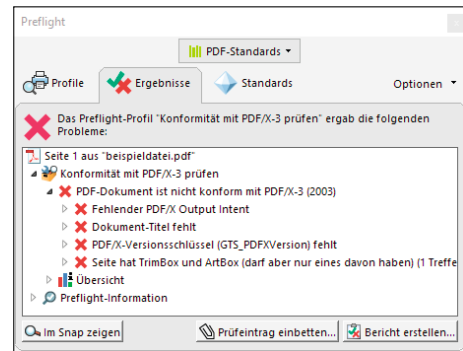 Preflight
PDF-Standards
Profile
Ergebnisse
Standards
Optionen
Das Preflight-Profil "Konformität mit PDF/X-3 prüfen" ergab die folgenden
Probleme:
Seite 1 aus "beispieldatei.pdf"
Konformität mit PDF/X-3 prüfen
PDF-Dokument ist nicht konform mit PDF/X-3 (2003)
Fehlender PDF/X Output Intent
Dokument-Titel fehlt
PDF/X-Versionsschlüssel (GTS_PDFXVersion) fehlt
Seite hat TrimBox und ArtBox (darf aber nur eines davon haben) (1 Treffe
Übersicht
Preflight-Information
Im Snap zeigen
Prüfeintrag einbetten...
Bericht erstellen...